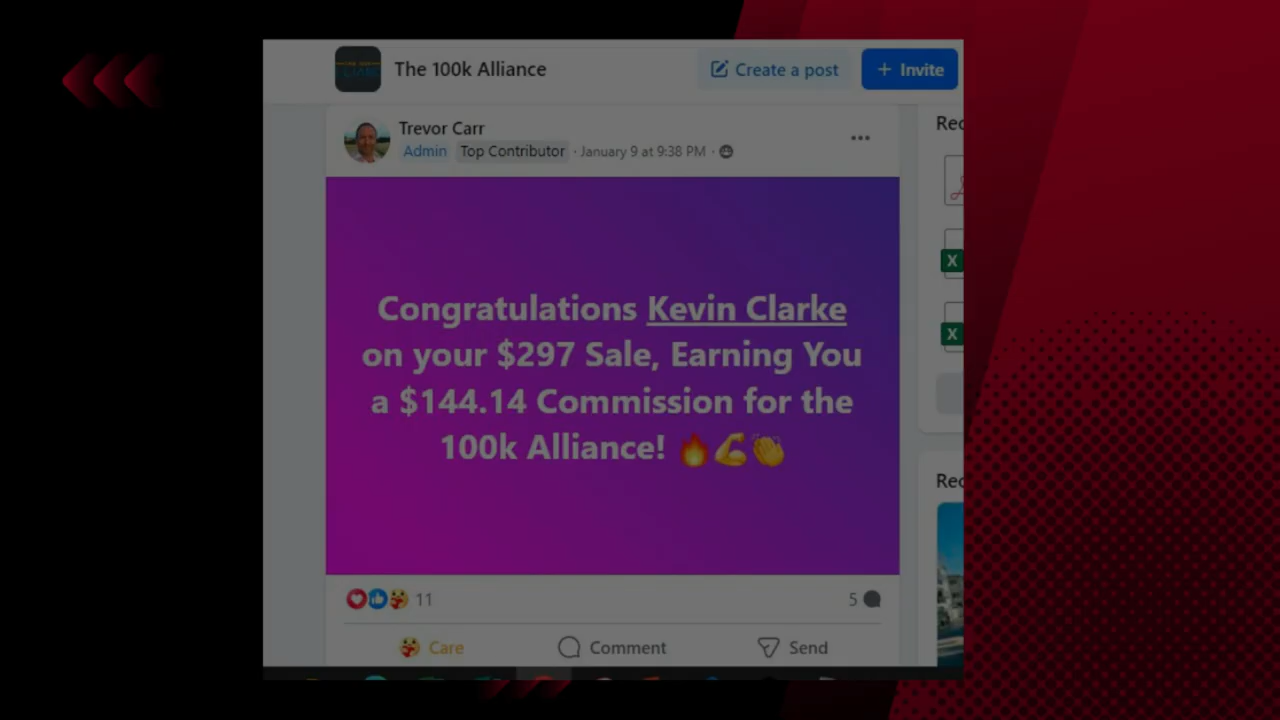 The 100k Alliance
Create a post
+ Invite
Trevor Carr
Admin Top Contributor · January 9 at 9:38 PM ·
Rec
Congratulations Kevin Clarke
on your $297 Sale, Earning You
a $144.14 Commission for the
100k Alliance! 🔥💪👏
X
X
Rec
11
5
Care
Comment
Send